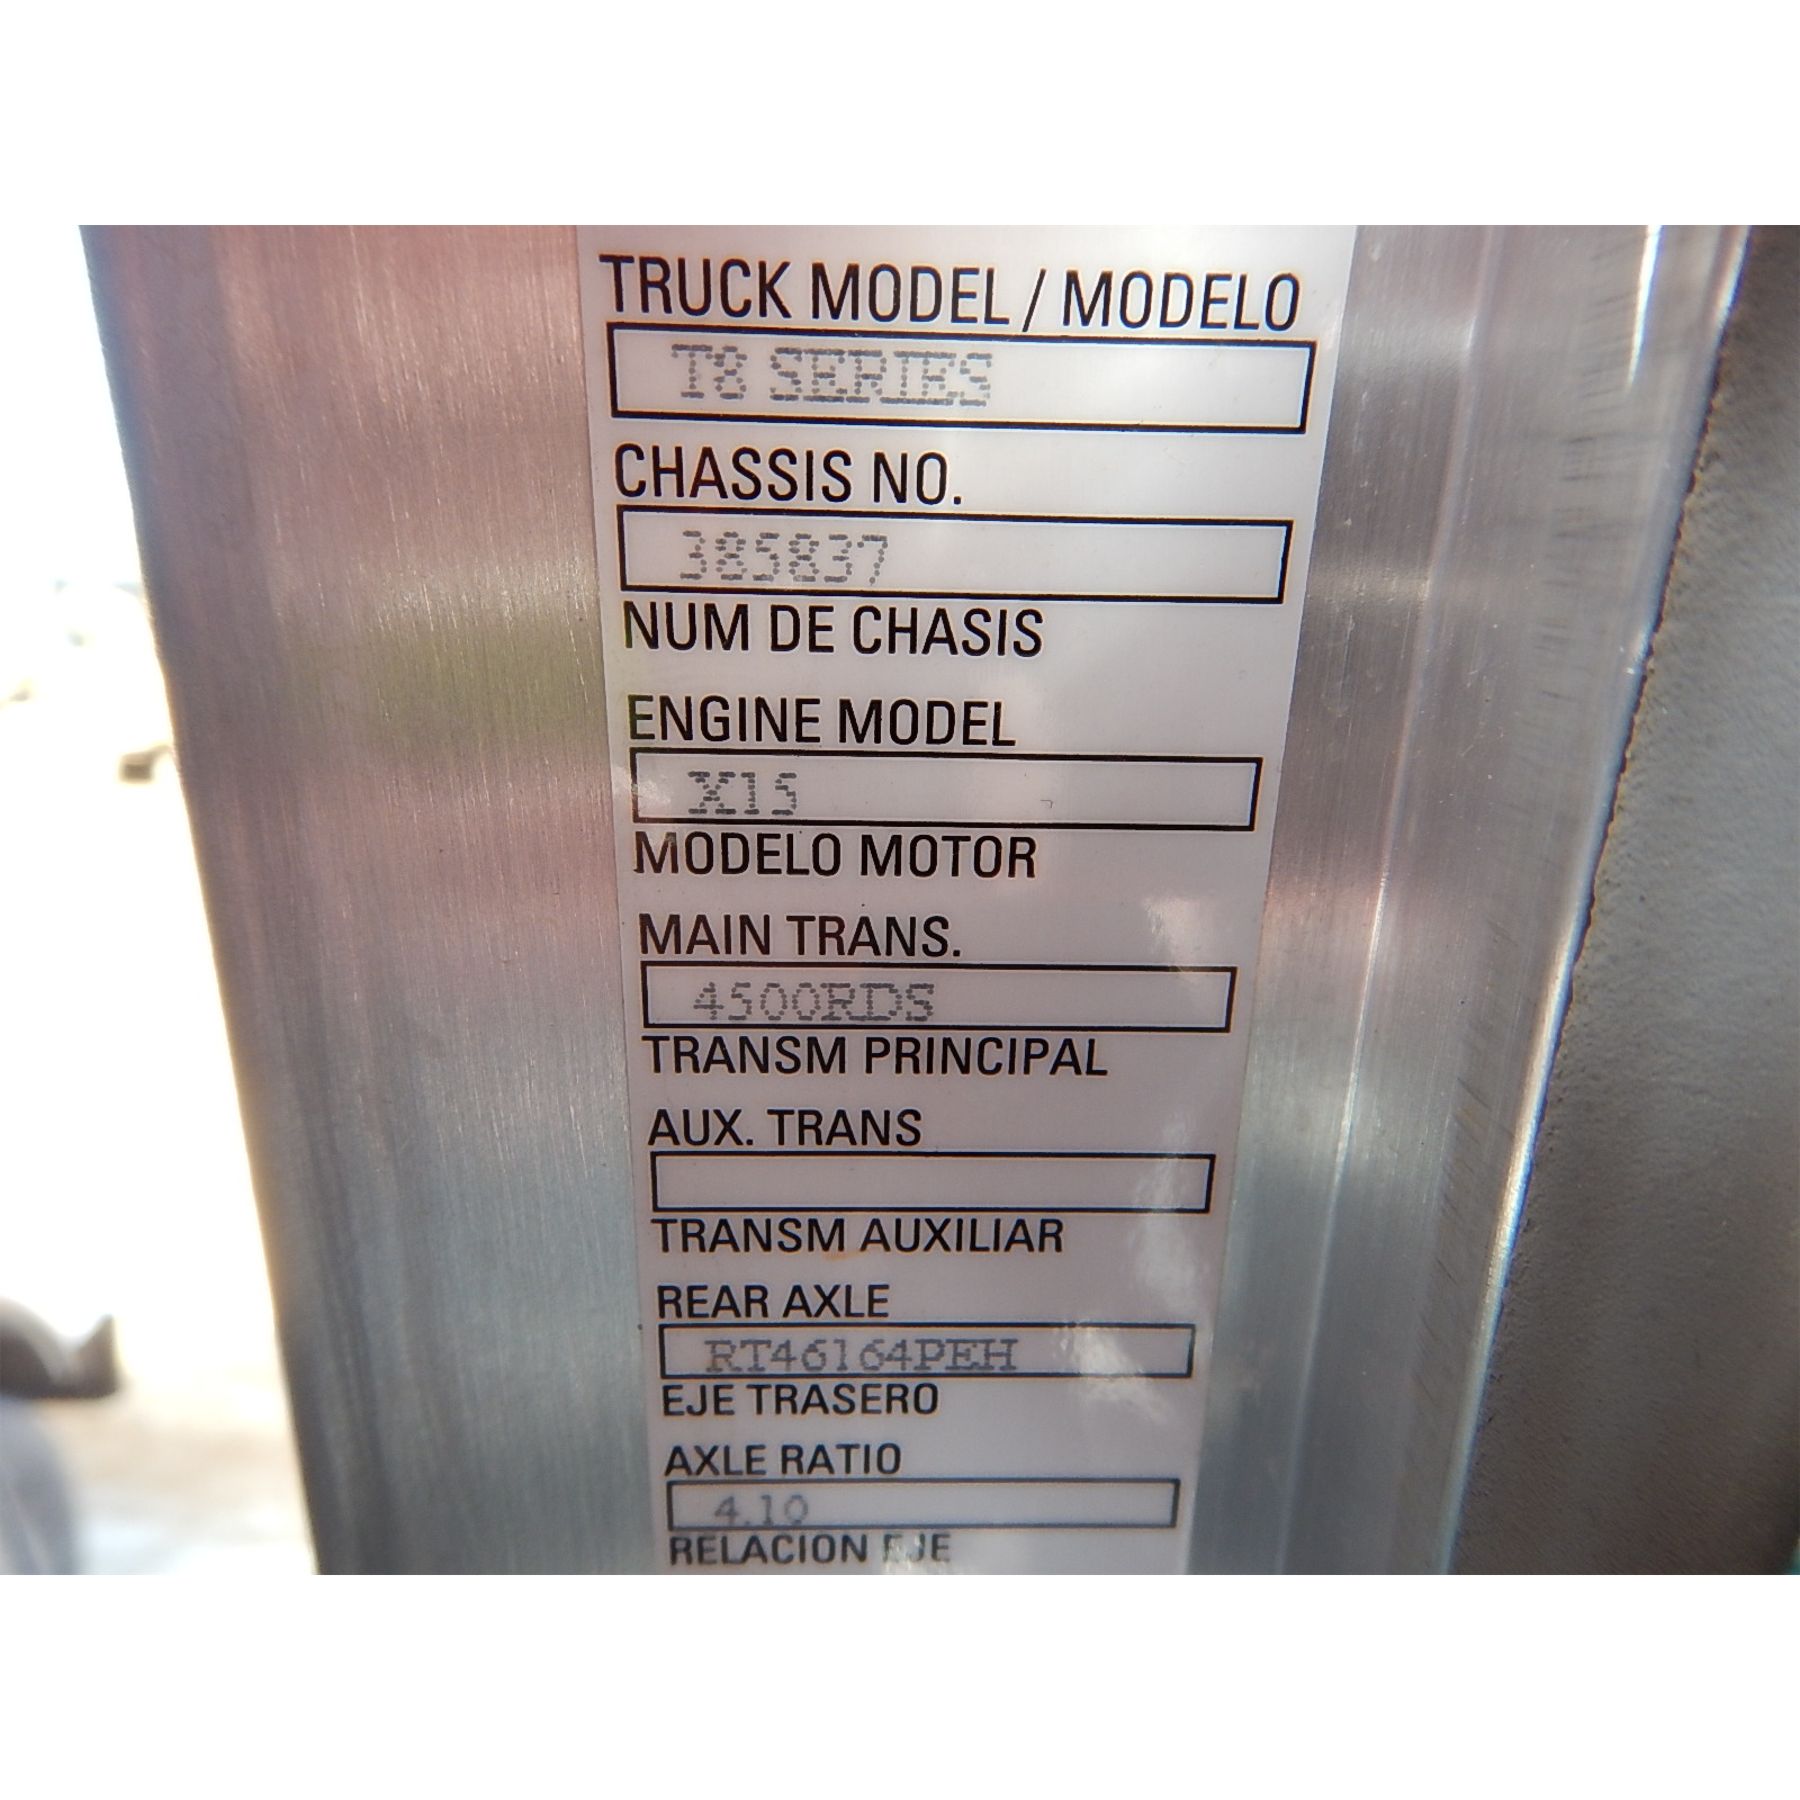 TRUCK MODEL / MODELO
T8 SERIES
CHASSIS NO.
385837
NUM DE CHASIS
ENGINE MODEL
X15
MODELO MOTOR
MAIN TRANS.
4500RDS
TRANSM PRINCIPAL
AUX. TRANS
TRANSM AUXILIAR
REAR AXLE
RT46164PEH
EJE TRASERO
AXLE RATIO
4.10
RELACION EJE